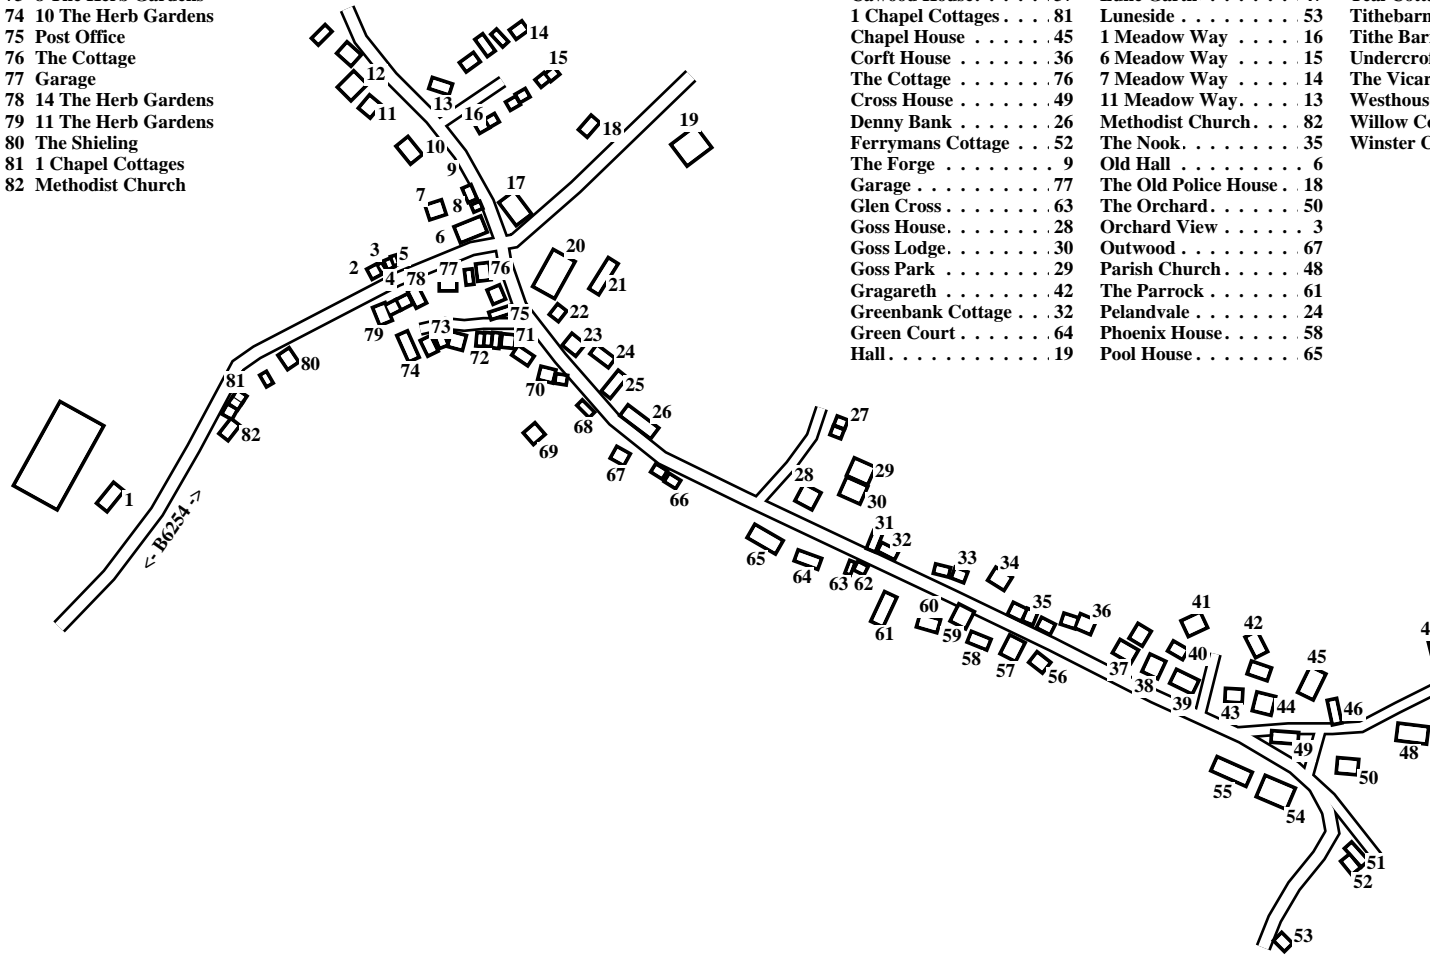 74 10 The Herb Gardens
75 Post Office
76 The Cottage
77 Garage
78 14 The Herb Gardens
79 11 The Herb Gardens
80 The Shieling
81 1 Chapel Cottages
82 Methodist Church
1 Chapel Cottages . . . . 81
Chapel House . . . . . . 45
Corft House . . . . . . . 36
The Cottage . . . . . . . 76
Cross House . . . . . . . 49
Denny Bank . . . . . . . 26
Ferrymans Cottage . . . 52
The Forge . . . . . . . . 9
Garage . . . . . . . . . . 77
Glen Cross . . . . . . . . 63
Goss House. . . . . . . . 28
Goss Lodge. . . . . . . . 30
Goss Park . . . . . . . . 29
Gragareth . . . . . . . . 42
Greenbank Cottage . . . 32
Green Court . . . . . . . 64
Hall . . . . . . . . . . . . 19
Luneside . . . . . . . . . 53
1 Meadow Way . . . . . 16
6 Meadow Way . . . . . 15
7 Meadow Way . . . . . 14
11 Meadow Way. . . . . 13
Methodist Church. . . . 82
The Nook. . . . . . . . . 35
Old Hall . . . . . . . . . 6
The Old Police House . 18
The Orchard. . . . . . . 50
Orchard View . . . . . . 3
Outwood . . . . . . . . . 67
Parish Church . . . . . . 48
The Parrock . . . . . . . 61
Pelandvale . . . . . . . . 24
Phoenix House. . . . . . 58
Pool House . . . . . . . . 65
14
15
12
13
16
11
18
19
10
9
7
17
8
6
3
5
20
2
4
78
77
76
21
79
73
75
22
71
23
74
72
24
80
70
25
81
26
68
82
69
27
67
28
29
66
30
1
<- B6254 ->
31
32
65
64
63
62
33
34
60
35
36
61
59
58
57
56
41
42
37
40
45
38
39
43
44
46
49
48
50
55
54
51
52
53